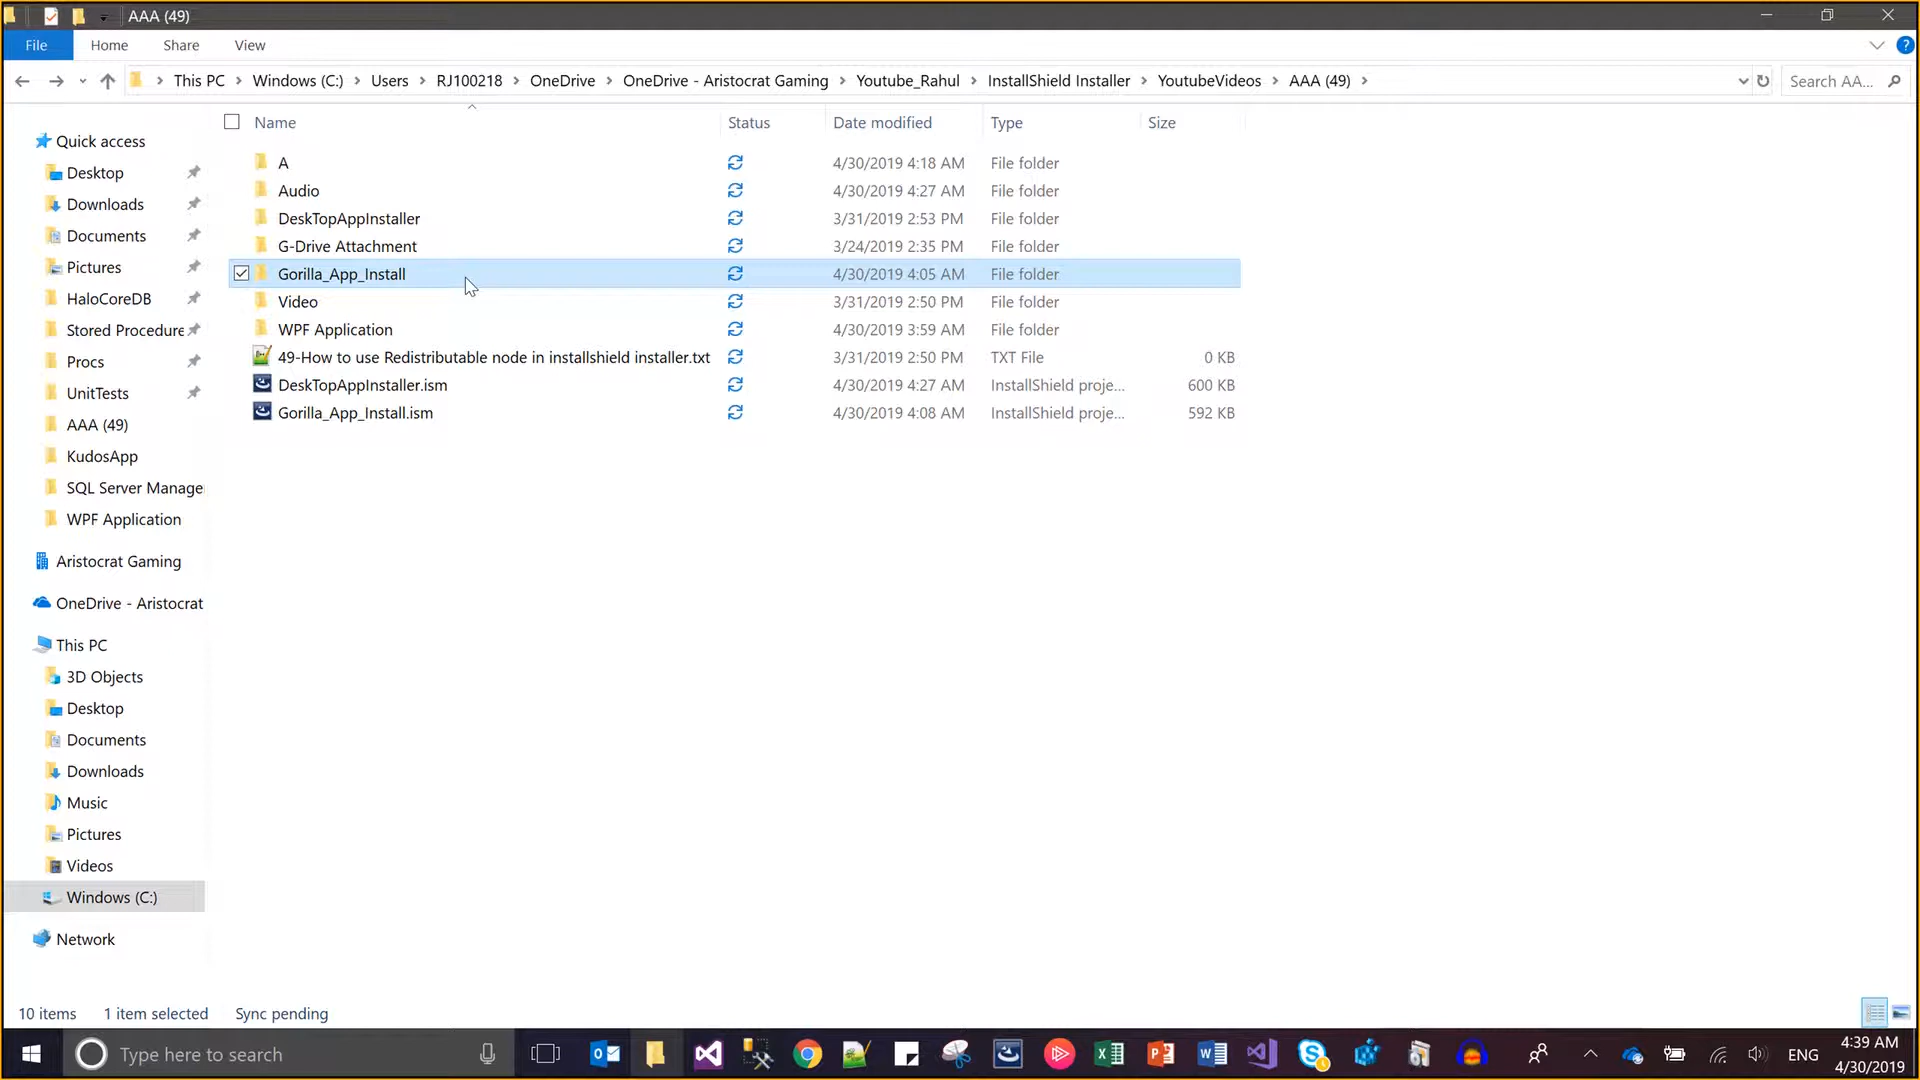 AAA (49)
File Home Share View
This PC Windows (C:) Users RJ100218 OneDrive OneDrive - Aristocrat Gaming Youtube_Rahul InstallShield Installer YoutubeVideos AAA (49) Search AA...
Name Status Date modified Type Size
Quick access
Desktop
Downloads
Documents
Pictures
HaloCoreDB
Stored Procedure
Procs
UnitTests
AAA (49)
KudosApp
SQL Server Manage
WPF Application
Aristocrat Gaming
OneDrive - Aristocrat
This PC
3D Objects
Desktop
Documents
Downloads
Music
Pictures
Videos
Windows (C:)
Network
A 4/30/2019 4:18 AM File folder
Audio 4/30/2019 4:27 AM File folder
DeskTopAppInstaller 3/31/2019 2:53 PM File folder
G-Drive Attachment 3/24/2019 2:35 PM File folder
Gorilla_App_Install 4/30/2019 4:05 AM File folder
Video 3/31/2019 2:50 PM File folder
WPF Application 4/30/2019 3:59 AM File folder
49-How to use Redistributable node in installshield installer.txt 3/31/2019 2:50 PM TXT File 0 KB
DeskTopAppInstaller.ism 4/30/2019 4:27 AM InstallShield proje... 600 KB
Gorilla_App_Install.ism 4/30/2019 4:08 AM InstallShield proje... 592 KB
10 items 1 item selected Sync pending
Type here to search
ENG
4:39 AM
4/30/2019